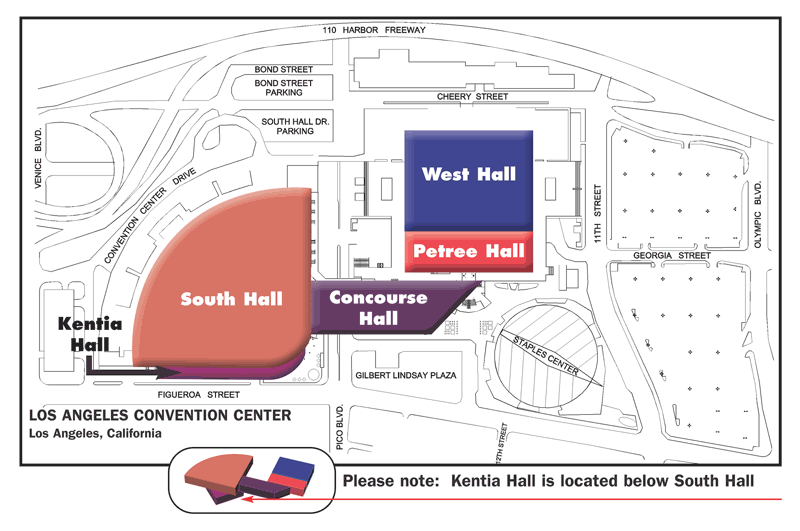 110 HARBOR FREEWAY
BOND STREET
BOND STREET
PARKING
CHEERY STREET
SOUTH HALL DR.
PARKING
VENICE BLVD.
CONVENTION CENTER DRIVE
West Hall
11TH STREET
OLYMPIC BLVD.
Petree Hall
GEORGIA STREET
South Hall
Concourse
Hall
Kentia
Hall
STAPLES CENTER
GILBERT LINDSAY PLAZA
FIGUEROA STREET
PICO BLVD.
12TH STREET
LOS ANGELES CONVENTION CENTER
Los Angeles, California
Please note: Kentia Hall is located below South Hall